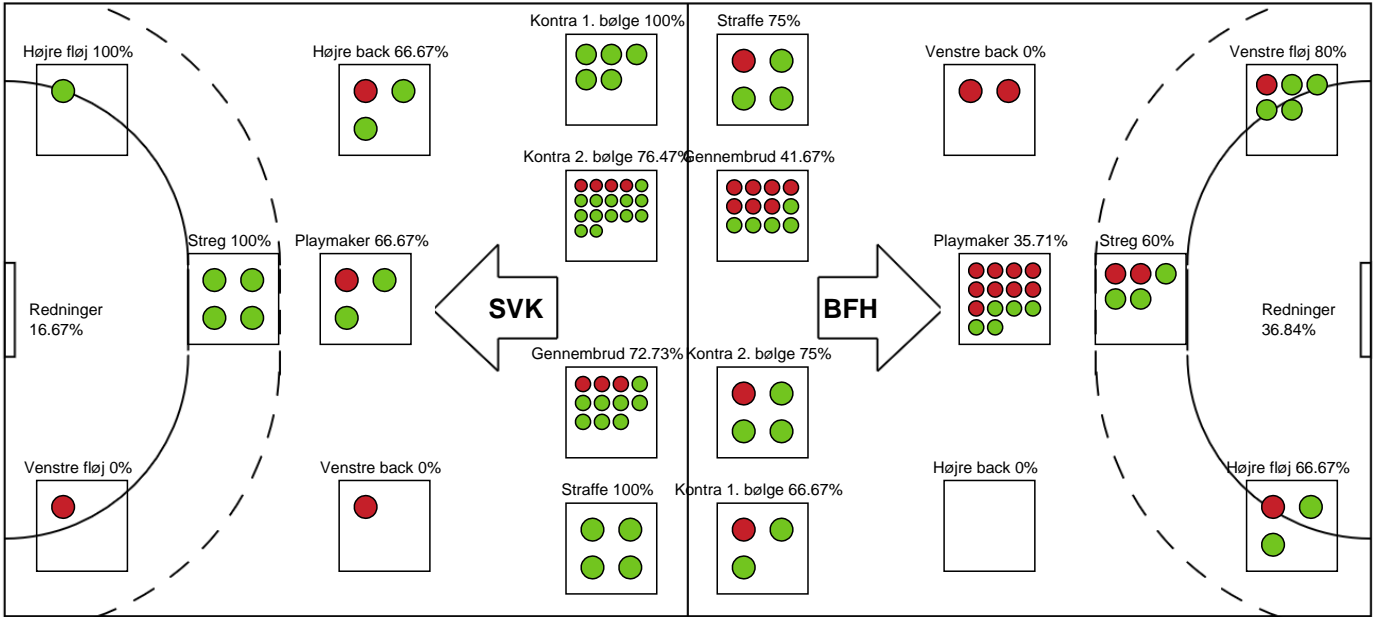 Kontra 1. bølge 100%
Straffe 75%
Højre fløj 100%
Højre back 66.67%
Venstre back 0%
Venstre fløj 80%
Kontra 2. bølge 76.47%
Gennembrud 41.67%
Streg 100%
Playmaker 66.67%
Playmaker 35.71%
Streg 60%
Redninger
16.67%
SVK
BFH
Redninger
36.84%
Gennembrud 72.73%
Kontra 2. bølge 75%
Venstre fløj 0%
Venstre back 0%
Straffe 100%
Kontra 1. bølge 66.67%
Højre back 0%
Højre fløj 66.67%